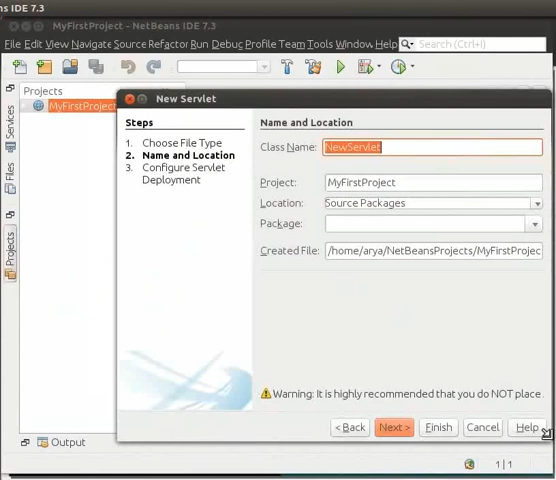 ns IDE 7.3
MyFirstProject - NetBeans IDE 7.3
File Edit View Navigate Source Refactor Run Debug Profile Team Tools Window Help Search (Ctrl+I)
Projects
MyFirstProject
Services
Files
Projects
New Servlet
Steps
1. Choose File Type
2. Name and Location
3. Configure Servlet
Deployment
Name and Location
Class Name: NewServlet
Project: MyFirstProject
Location: Source Packages
Package:
Created File: /home/arya/NetBeansProjects/MyFirstProjec
Warning: It is highly recommended that you do NOT place
< Back Next > Finish Cancel Help
Output
1 | 1